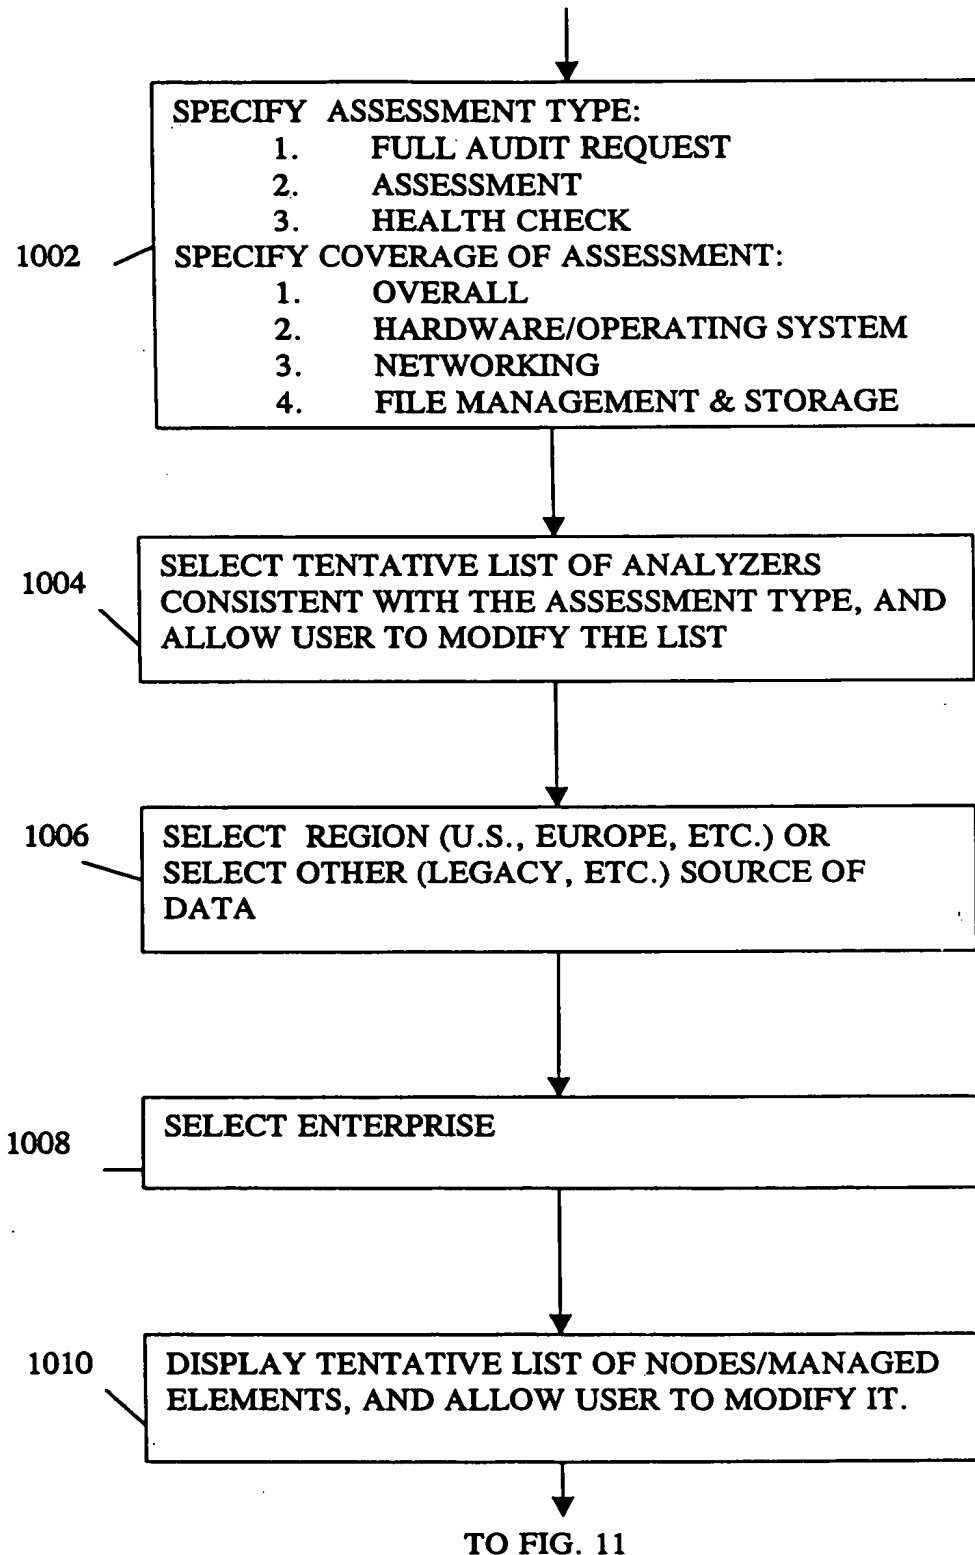 SPECIFY ASSESSMENT TYPE:
1. FULL AUDIT REQUEST
2. ASSESSMENT
3. HEALTH CHECK
1002
SPECIFY COVERAGE OF ASSESSMENT:
1. OVERALL
2. HARDWARE/OPERATING SYSTEM
3. NETWORKING
4. FILE MANAGEMENT & STORAGE
1004
SELECT TENTATIVE LIST OF ANALYZERS
CONSISTENT WITH THE ASSESSMENT TYPE, AND
ALLOW USER TO MODIFY THE LIST
1006
SELECT REGION (U.S., EUROPE, ETC.) OR
SELECT OTHER (LEGACY, ETC.) SOURCE OF
DATA
1008
SELECT ENTERPRISE
1010
DISPLAY TENTATIVE LIST OF NODES/MANAGED
ELEMENTS, AND ALLOW USER TO MODIFY IT.
TO FIG. 11